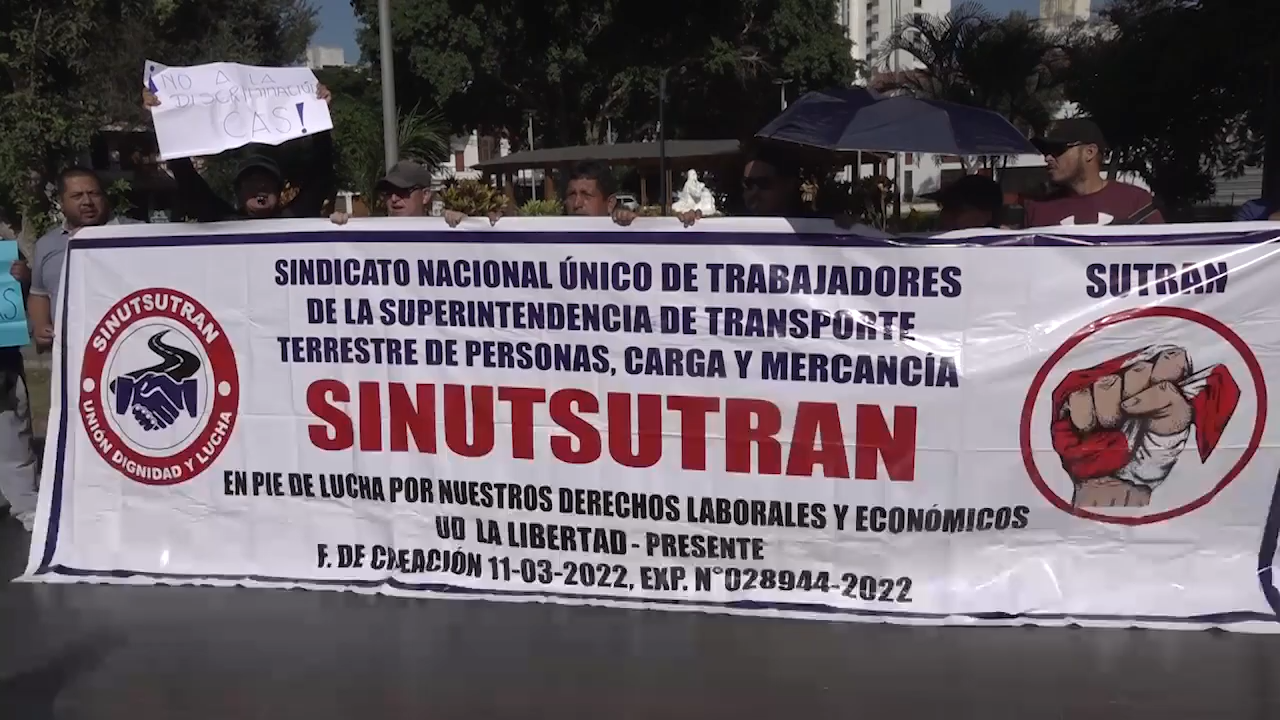 ¡NO A LA
DISCRIMINACIÓN
CAS!
AS
SINDICATO NACIONAL ÚNICO DE TRABAJADORES
DE LA SUPERINTENDENCIA DE TRANSPORTE
TERRESTRE DE PERSONAS, CARGA Y MERCANCÍA
SINUTSUTRAN
EN PIE DE LUCHA POR NUESTROS DERECHOS LABORALES Y ECONÓMICOS
UD LA LIBERTAD - PRESENTE
F. DE CREACIÓN 11-03-2022, EXP. N°028944-2022
SINUTSUTRAN
UNIÓN DIGNIDAD Y LUCHA
SUTRAN